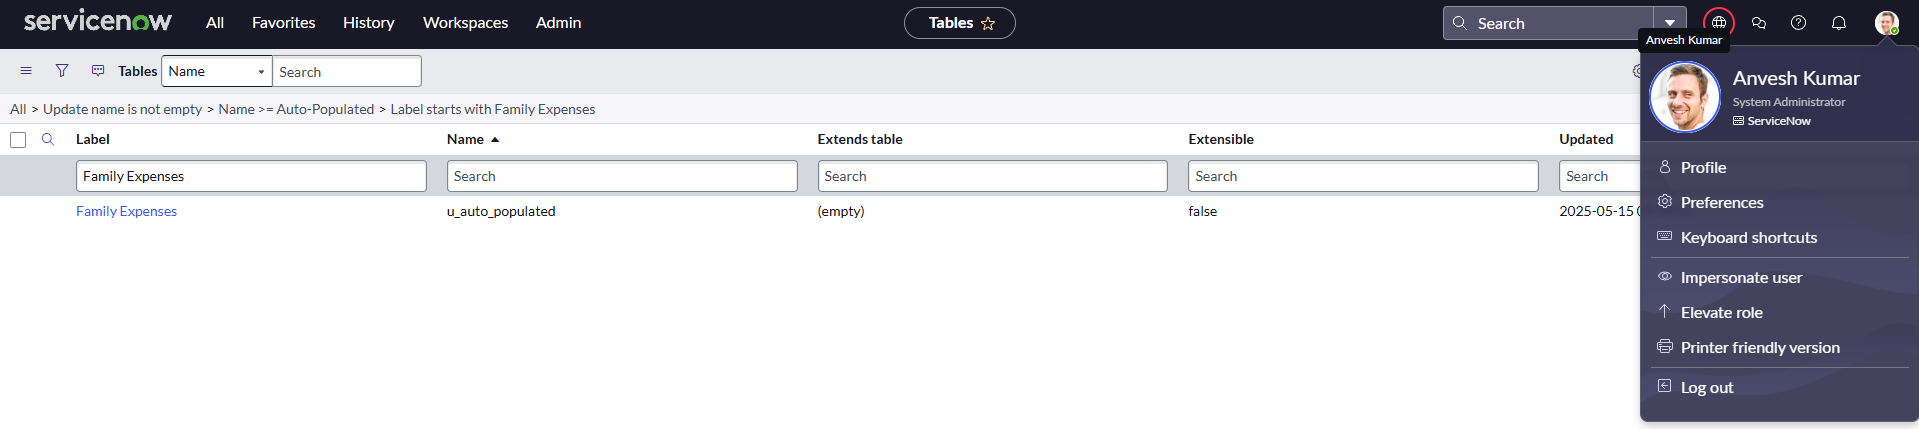 servicenow All Favorites History Workspaces Admin Tables Search
Anvesh Kumar
Tables Name Search
Anvesh Kumar
System Administrator
ServiceNow
All > Update name is not empty > Name >= Auto-Populated > Label starts with Family Expenses
Label Name Extends table Extensible Updated
Family Expenses Search Search Search Search
Family Expenses u_auto_populated (empty) false 2025-05-15
Profile
Preferences
Keyboard shortcuts
Impersonate user
Elevate role
Printer friendly version
Log out